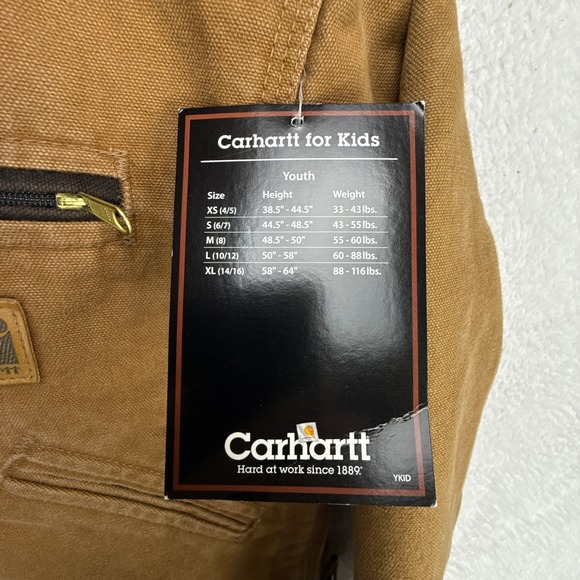 Carhartt for Kids
Youth
Size Height Weight
XS (4/5) 38.5" - 44.5" 33 - 43 lbs.
S (6/7) 44.5" - 48.5" 43 - 55 lbs.
M (8) 48.5" - 50" 55 - 60 lbs.
L (10/12) 50" - 58" 60 - 88 lbs.
XL (14/16) 58" - 64" 88 - 116 lbs.
Carhartt
Hard at work since 1889.
YKID